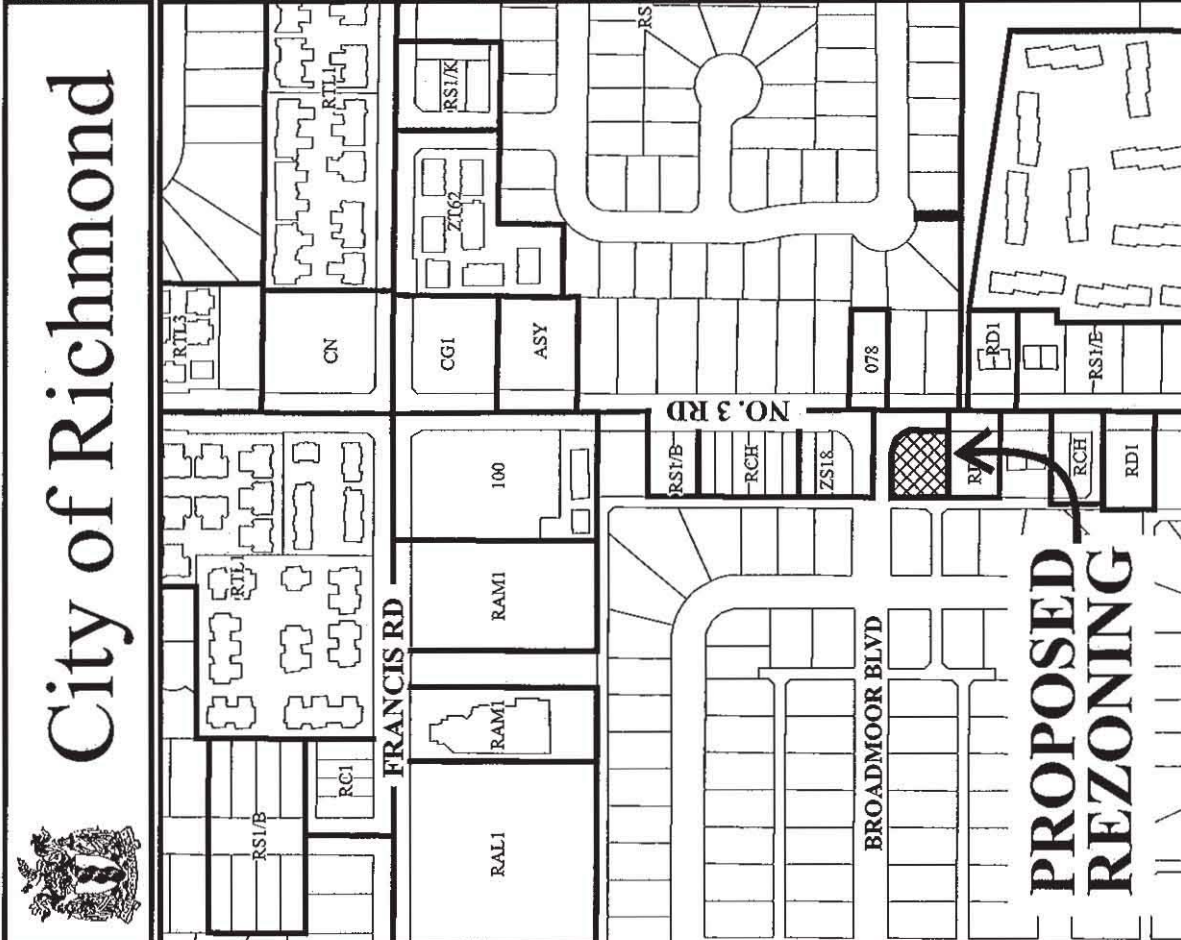 City of Richmond
RTL3
RTL1
RTL1
RS1/B
RC1
CN
FRANCIS RD
RS1/K
ZT62
CG1
100
RAM1
RAM1
RAL1
ASY
RS
NO. 3 RD
RS1/B
RCH
ZS18
078
BROADMOOR BLVD
RD1
RD
RS1/E
RCH
RD1
PROPOSED
REZONING